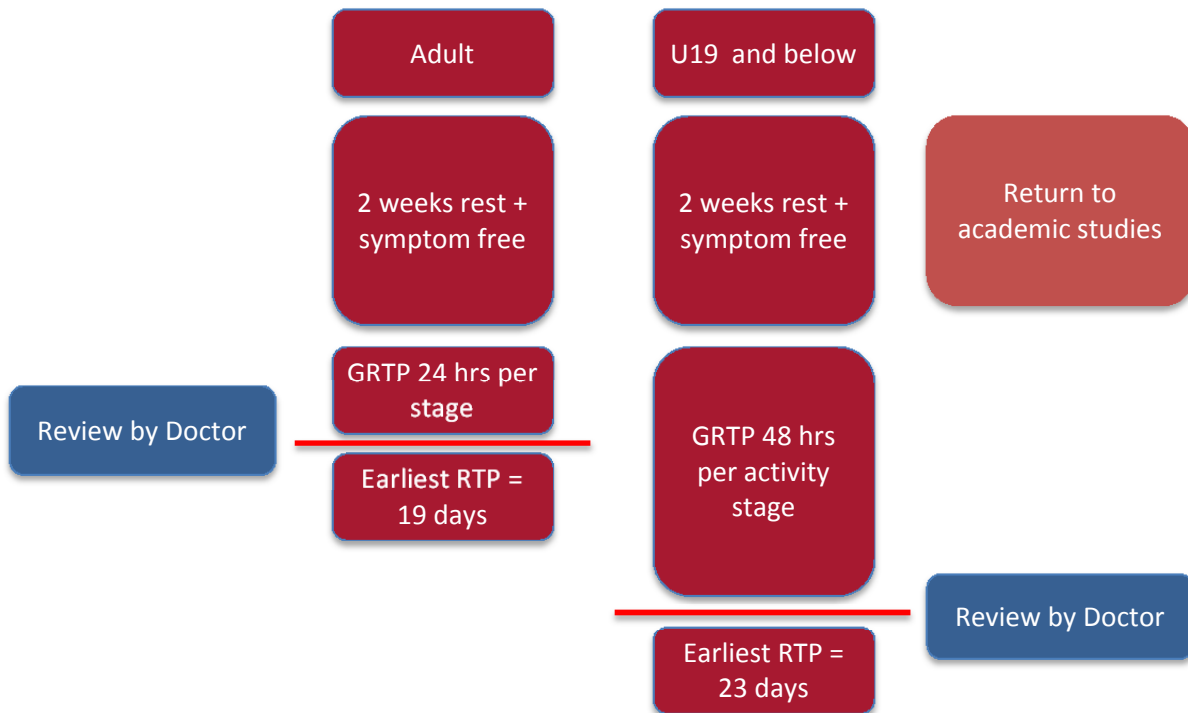 Adult
U19 and below
2 weeks rest +
symptom free
2 weeks rest +
symptom free
Return to
academic studies
GRTP 24 hrs per
stage
Review by Doctor
GRTP 48 hrs
per activity
stage
Earliest RTP =
19 days
Review by Doctor
Earliest RTP =
23 days